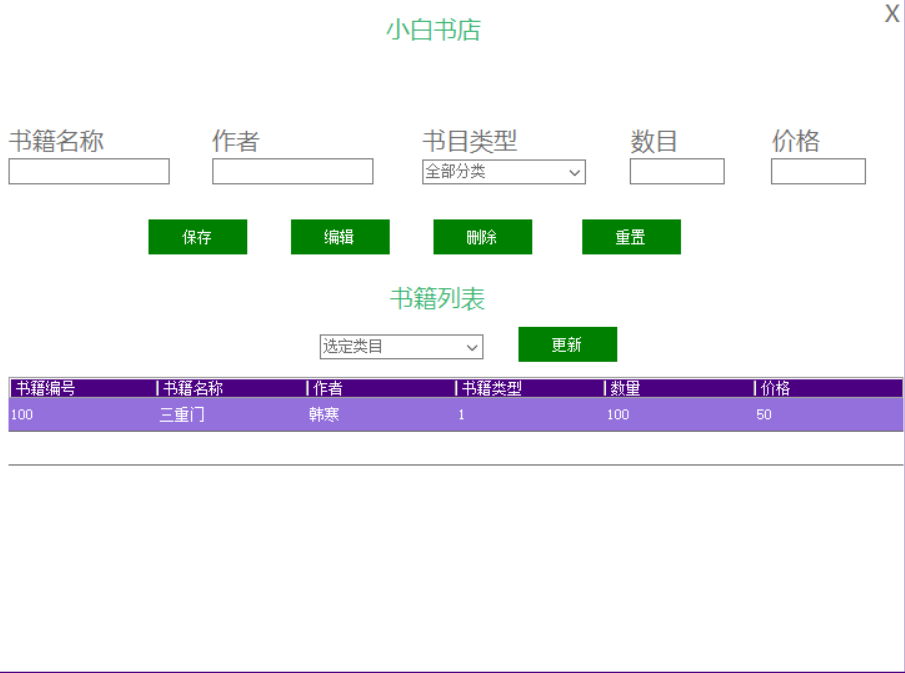 X
小白书店
书籍名称 作者 书目类型 数目 价格
全部分类
保存 编辑 删除 重置
书籍列表
选定类目 更新
书籍编号 书籍名称 作者 书籍类型 数量 价格
100 三重门 韩寒 1 100 50